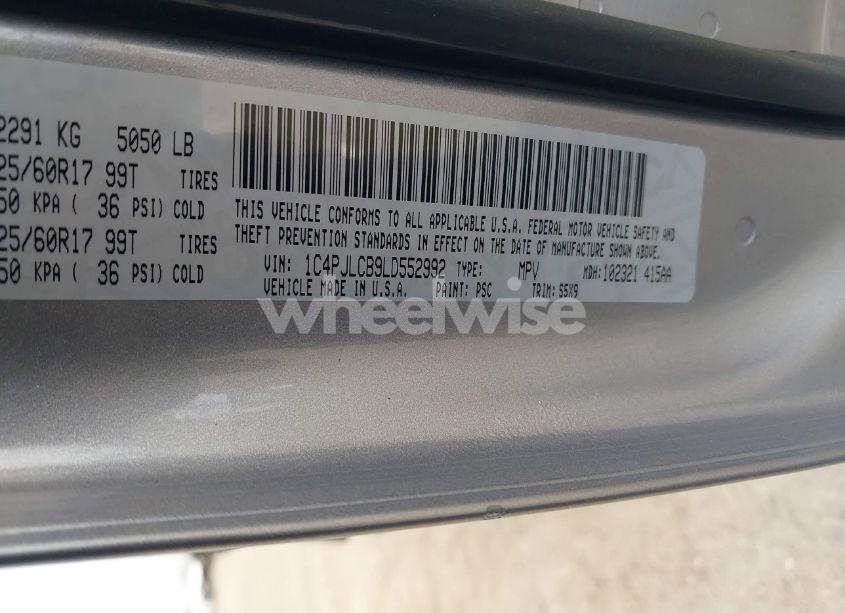 2291 KG 5050 LB
25/60R17 99T TIRES
50 KPA ( 36 PSI) COLD
25/60R17 99T TIRES
50 KPA ( 36 PSI) COLD
THIS VEHICLE CONFORMS TO ALL APPLICABLE U.S.A. FEDERAL MOTOR VEHICLE SAFETY AND
THEFT PREVENTION STANDARDS IN EFFECT ON THE DATE OF MANUFACTURE SHOWN ABOVE.
VIN: 1C4PJLCB9LD552992 TYPE: MPV MDH: 102321 415AA
VEHICLE MADE IN U.S.A. PAINT: PSC TRIM: S5X9
wheelwise